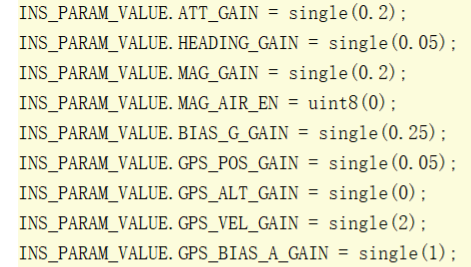 INS_PARAM_VALUE.ATT_GAIN = single(0.2);
INS_PARAM_VALUE.HEADING_GAIN = single(0.05);
INS_PARAM_VALUE.MAG_GAIN = single(0.2);
INS_PARAM_VALUE.MAG_AIR_EN = uint8(0);
INS_PARAM_VALUE.BIAS_G_GAIN = single(0.25);
INS_PARAM_VALUE.GPS_POS_GAIN = single(0.05);
INS_PARAM_VALUE.GPS_ALT_GAIN = single(0);
INS_PARAM_VALUE.GPS_VEL_GAIN = single(2);
INS_PARAM_VALUE.GPS_BIAS_A_GAIN = single(1);